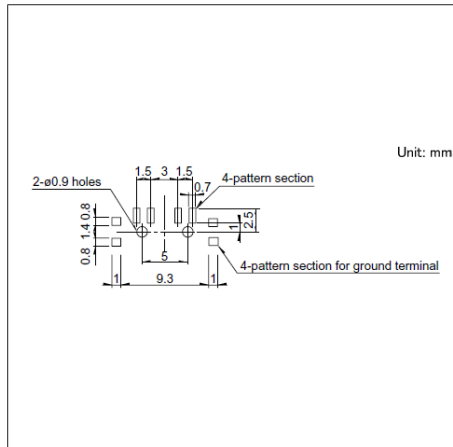 Unit: mm
1.5 3 1.5
2-ø0.9 holes
4-pattern section
0.7
0.8
1.4
0.8
1
2.5
5
4-pattern section for ground terminal
1 9.3 1